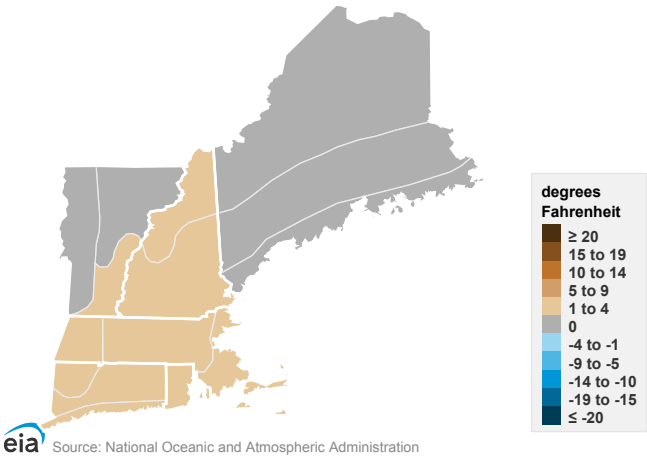 degrees
Fahrenheit
≥ 20
15 to 19
10 to 14
5 to 9
1 to 4
0
-4 to -1
-9 to -5
-14 to -10
-19 to -15
≤ -20
eia Source: National Oceanic and Atmospheric Administration